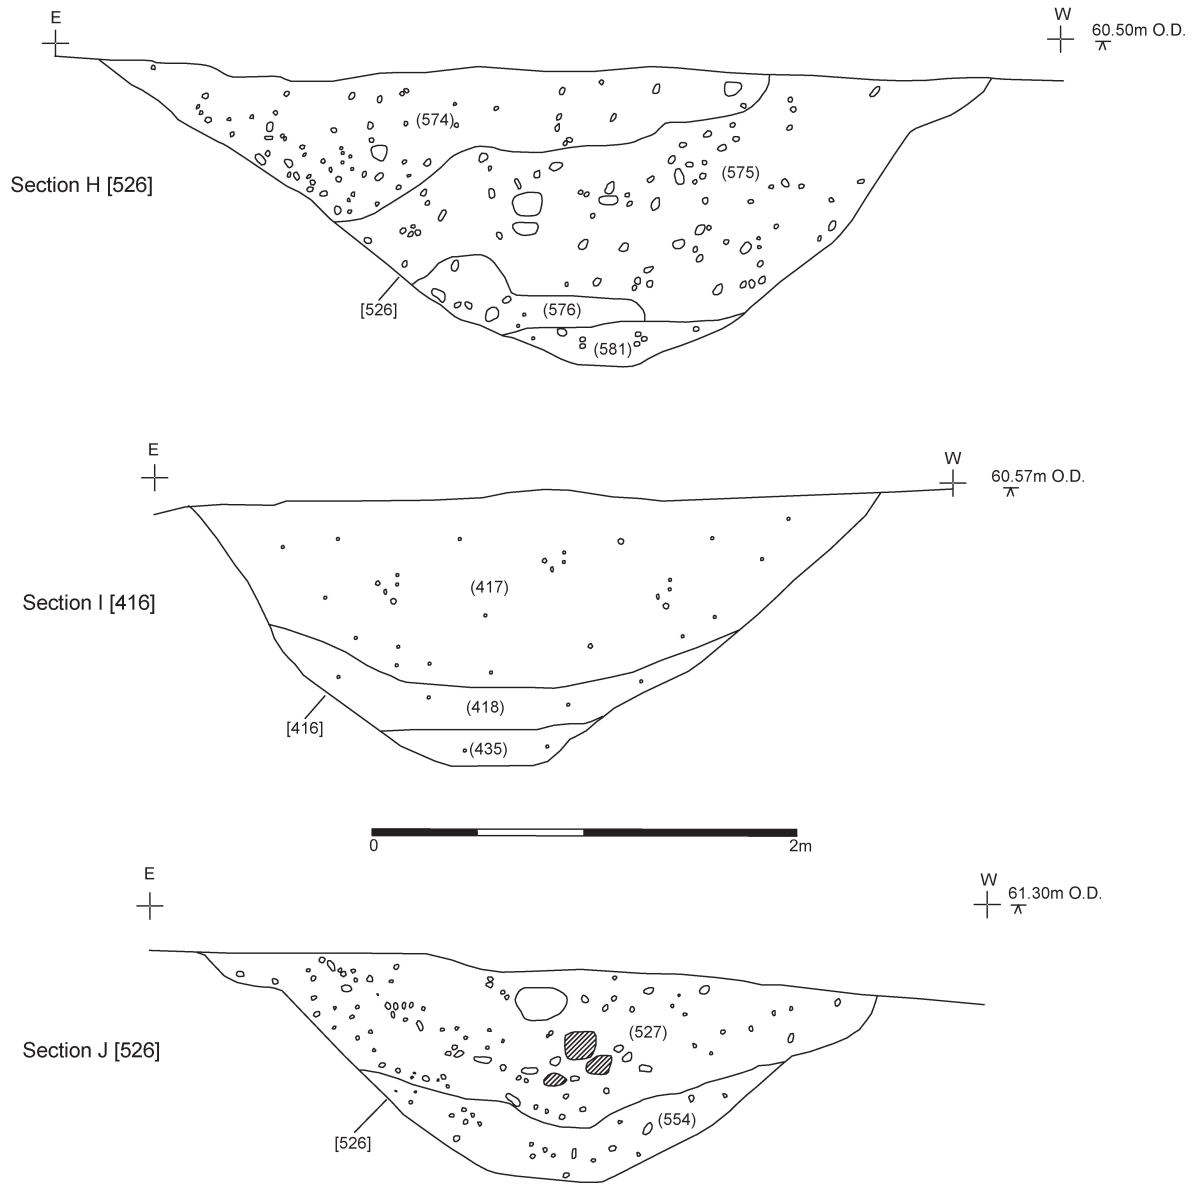 E
W
60.50m O.D.
(574)
(575)
Section H [526]
[526]
(576)
(581)
E
W
60.57m O.D.
(417)
Section I [416]
(418)
[416]
(435)
0
2m
E
W
61.30m O.D.
(527)
Section J [526]
(554)
[526]